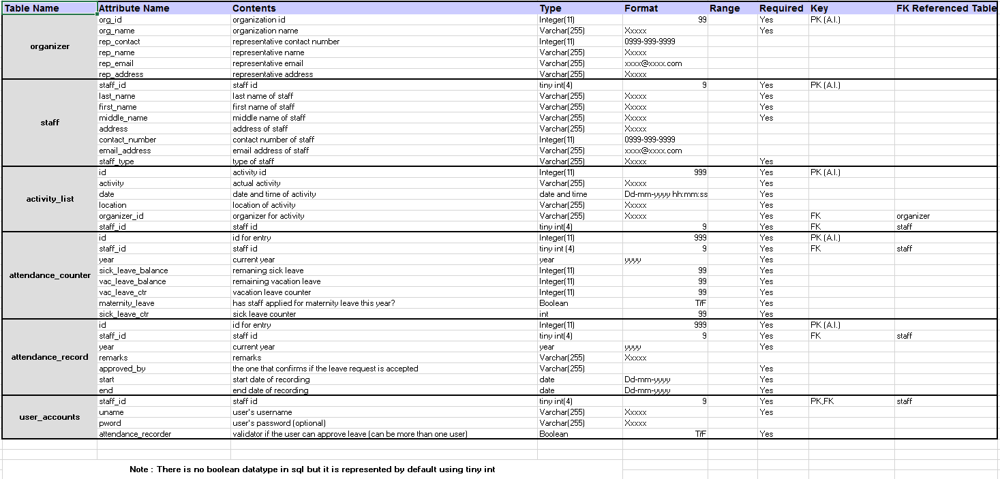 Table Name Attribute Name Contents Type Format Range Required Key FK Referenced Table
organizer
org_id organization id Integer(11) 99 Yes PK (A.I.)
org_name organization name Varchar(255) Xxxxx Yes
rep_contact representative contact number Integer(11) 0999-999-9999
rep_name representative name Varchar(255) Xxxxx
rep_email representative email Varchar(255) xxxx@xxxx.com
rep_address representative address Varchar(255) Xxxxx
staff
staff_id staff id tiny int(4) 9 Yes PK (A.I.)
last_name last name of staff Varchar(255) Xxxxx Yes
first_name first name of staff Varchar(255) Xxxxx Yes
middle_name middle name of staff Varchar(255) Xxxxx Yes
address address of staff Varchar(255) Xxxxx
contact_number contact number of staff Integer(11) 0999-999-9999
email_address email address of staff Varchar(255) xxxx@xxxx.com
staff_type type of staff Varchar(255) Xxxxx Yes
activity_list
id activity id Integer(11) 999 Yes PK (A.I.)
activity actual activity Varchar(255) Xxxxx Yes
date date and time of activity date and time Dd-mm-yyyy hh:mm:ss Yes
location location of activity Varchar(255) Xxxxx Yes
organizer_id organizer for activity Varchar(255) Xxxxx Yes FK organizer
staff_id staff id tiny int(4) 9 Yes FK staff
attendance_counter
id id for entry Integer(11) 999 Yes PK (A.I.)
staff_id staff id tiny int (4) 9 Yes FK staff
year current year year yyyy Yes
sick_leave_balance remaning sick leave Integer(11) 99 Yes
vac_leave_balance remaining vacation leave Integer(11) 99 Yes
vac_leave_ctr vacation leave counter Integer(11) 99 Yes
maternity_leave has staff applied for maternity leave this year? Boolean T/F Yes
sick_leave_ctr sick leave counter int 99 Yes
attendance_record
id id for entry Integer(11) 999 Yes PK (A.I.)
staff_id staff id tiny int(4) 9 Yes FK staff
year current year year yyyy Yes
remarks remarks Varchar(255) Xxxxx
approved_by the one that confirms if the leave request is accepted Varchar(255) Yes
start start date of recording date Dd-mm-yyyy Yes
end end date of recording date Dd-mm-yyyy Yes
user_accounts
staff_id staff id tiny int(4) 9 Yes PK,FK staff
uname user's username Varchar(255) Xxxxx Yes
pword user's password (optional) Varchar(255) Xxxxx
attendance_recorder validator if the user can approve leave (can be more than one user) Boolean T/F Yes
Note : There is no boolean datatype in sql but it is represented by default using tiny int